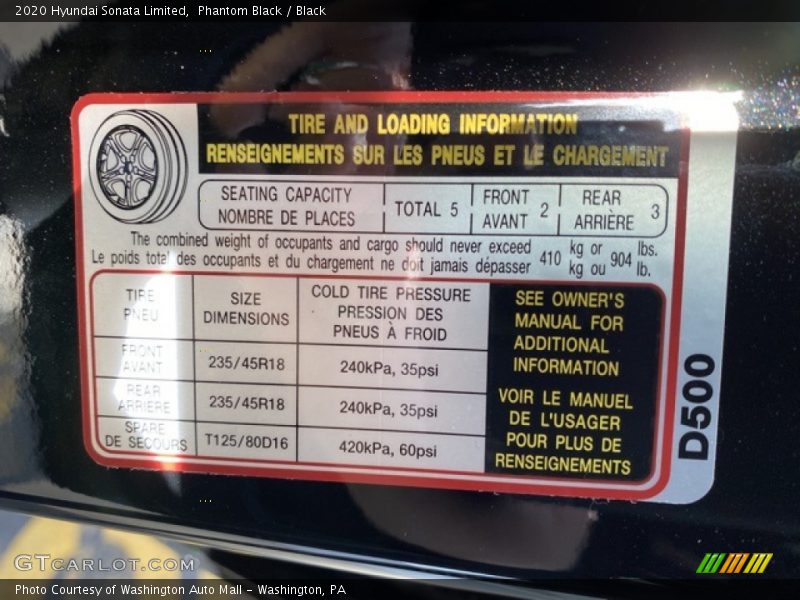 2020 Hyundai Sonata Limited, Phantom Black / Black
TIRE AND LOADING INFORMATION
RENSEIGNEMENTS SUR LES PNEUS ET LE CHARGEMENT
SEATING CAPACITY
NOMBRE DE PLACES
TOTAL 5
FRONT
AVANT 2
REAR
ARRIÈRE 3
The combined weight of occupants and cargo should never exceed 410 kg or 904 lbs.
Le poids total des occupants et du chargement ne doit jamais dépasser kg ou lb.
TIRE
PNEU
SIZE
DIMENSIONS
COLD TIRE PRESSURE
PRESSION DES
PNEUS À FROID
FRONT
AVANT
235/45R18
240kPa, 35psi
REAR
ARRIERE
235/45R18
240kPa, 35psi
SPARE
DE SECOURS
T125/80D16
420kPa, 60psi
SEE OWNER'S
MANUAL FOR
ADDITIONAL
INFORMATION
VOIR LE MANUEL
DE L'USAGER
POUR PLUS DE
RENSEIGNEMENTS
D500
GTCARLOT.COM
Photo Courtesy of Washington Auto Mall - Washington, PA